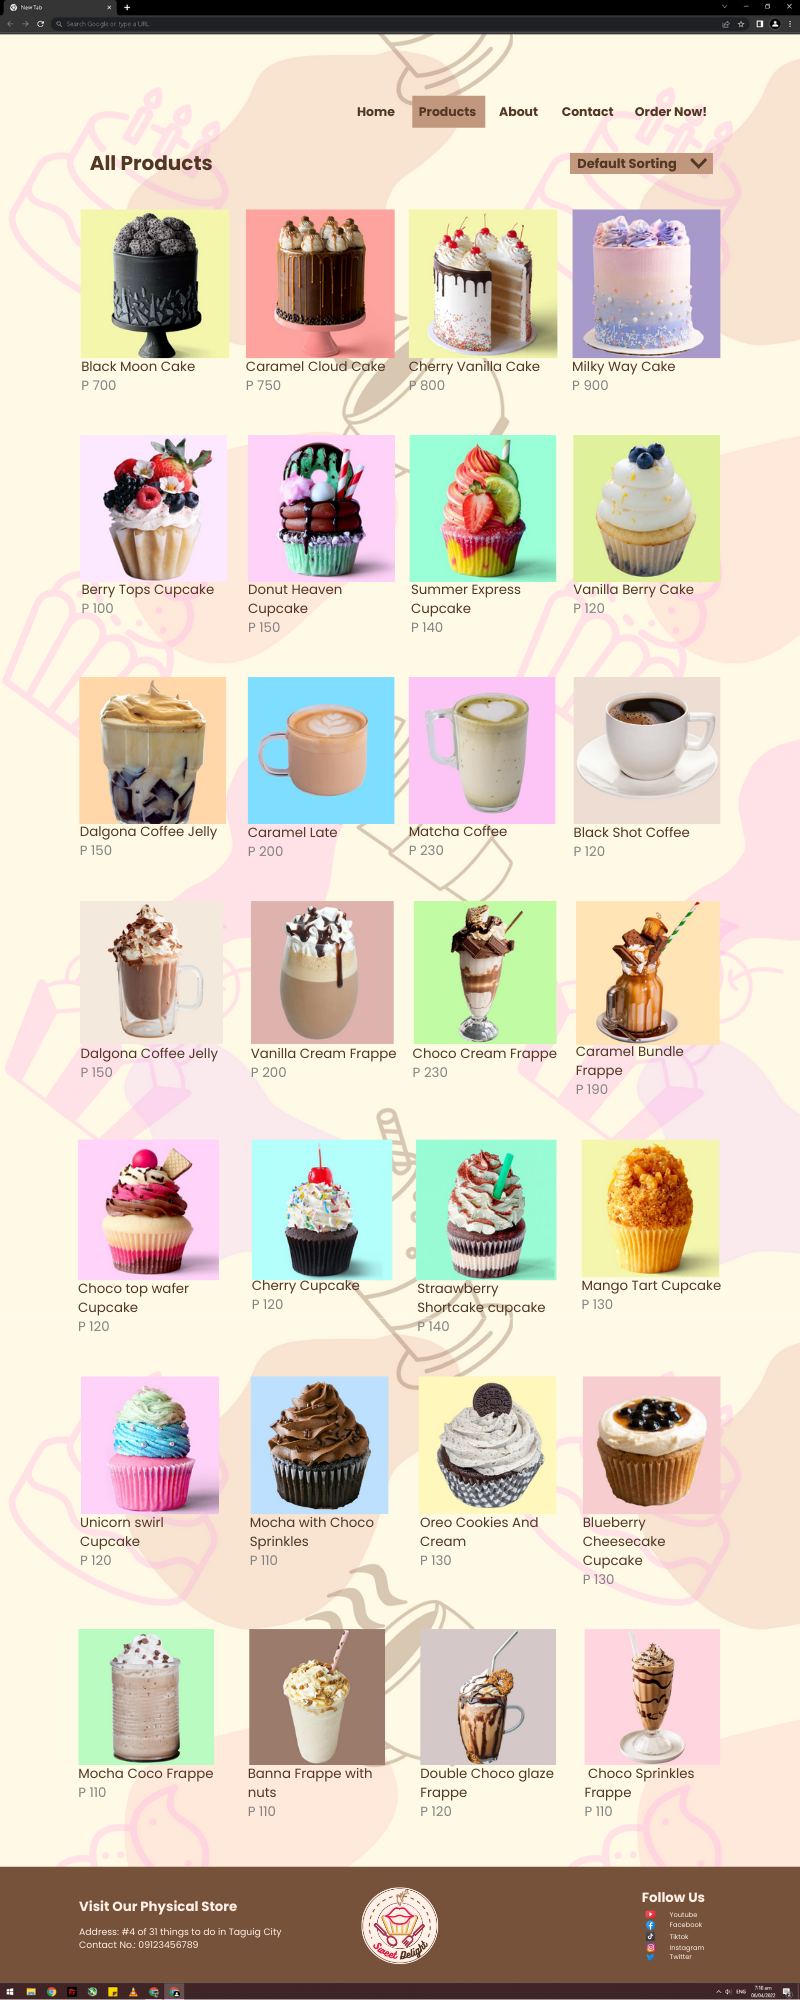 New Tab
Search Google or type a URL
Home Products About Contact Order Now!
All Products
Default Sorting
Black Moon Cake
P 700
Caramel Cloud Cake
P 750
Cherry Vanilla Cake
P 800
Milky Way Cake
P 900
Berry Tops Cupcake
P 100
Donut Heaven
Cupcake
P 150
Summer Express
Cupcake
P 140
Vanilla Berry Cake
P 120
Dalgona Coffee Jelly
P 150
Caramel Late
P 200
Matcha Coffee
P 230
Black Shot Coffee
P 120
Dalgona Coffee Jelly
P 150
Vanilla Cream Frappe
P 200
Choco Cream Frappe
P 230
Caramel Bundle
Frappe
P 190
Choco top wafer
Cupcake
P 120
Cherry Cupcake
P 120
Straawberry
Shortcake cupcake
P 140
Mango Tart Cupcake
P 130
Unicorn swirl
Cupcake
P 120
Mocha with Choco
Sprinkles
P 110
Oreo Cookies And
Cream
P 130
Blueberry
Cheesecake
Cupcake
P 130
Mocha Coco Frappe
P 110
Banna Frappe with
nuts
P 110
Double Choco glaze
Frappe
P 120
Choco Sprinkles
Frappe
P 110
Visit Our Physical Store
Address: #4 of 31 things to do in Taguig City
Contact No.: 09123456789
Sweet Delight
Follow Us
Youtube
Facebook
Tiktok
Instagram
Twitter
ENG
7:16 am
06/04/2022